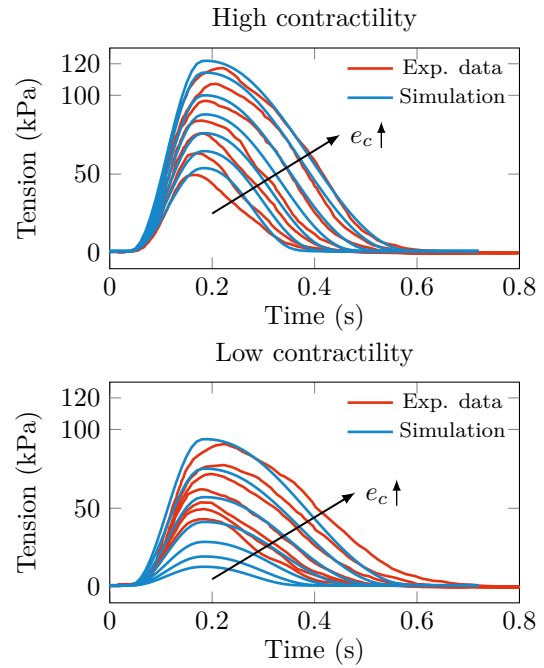 High contractility
120
100
50
0
Tension (kPa)
Exp. data
Simulation
e_c
0 0.2 0.4 0.6 0.8
Time (s)
Low contractility
120
100
50
0
Tension (kPa)
Exp. data
Simulation
e_c
0 0.2 0.4 0.6 0.8
Time (s)